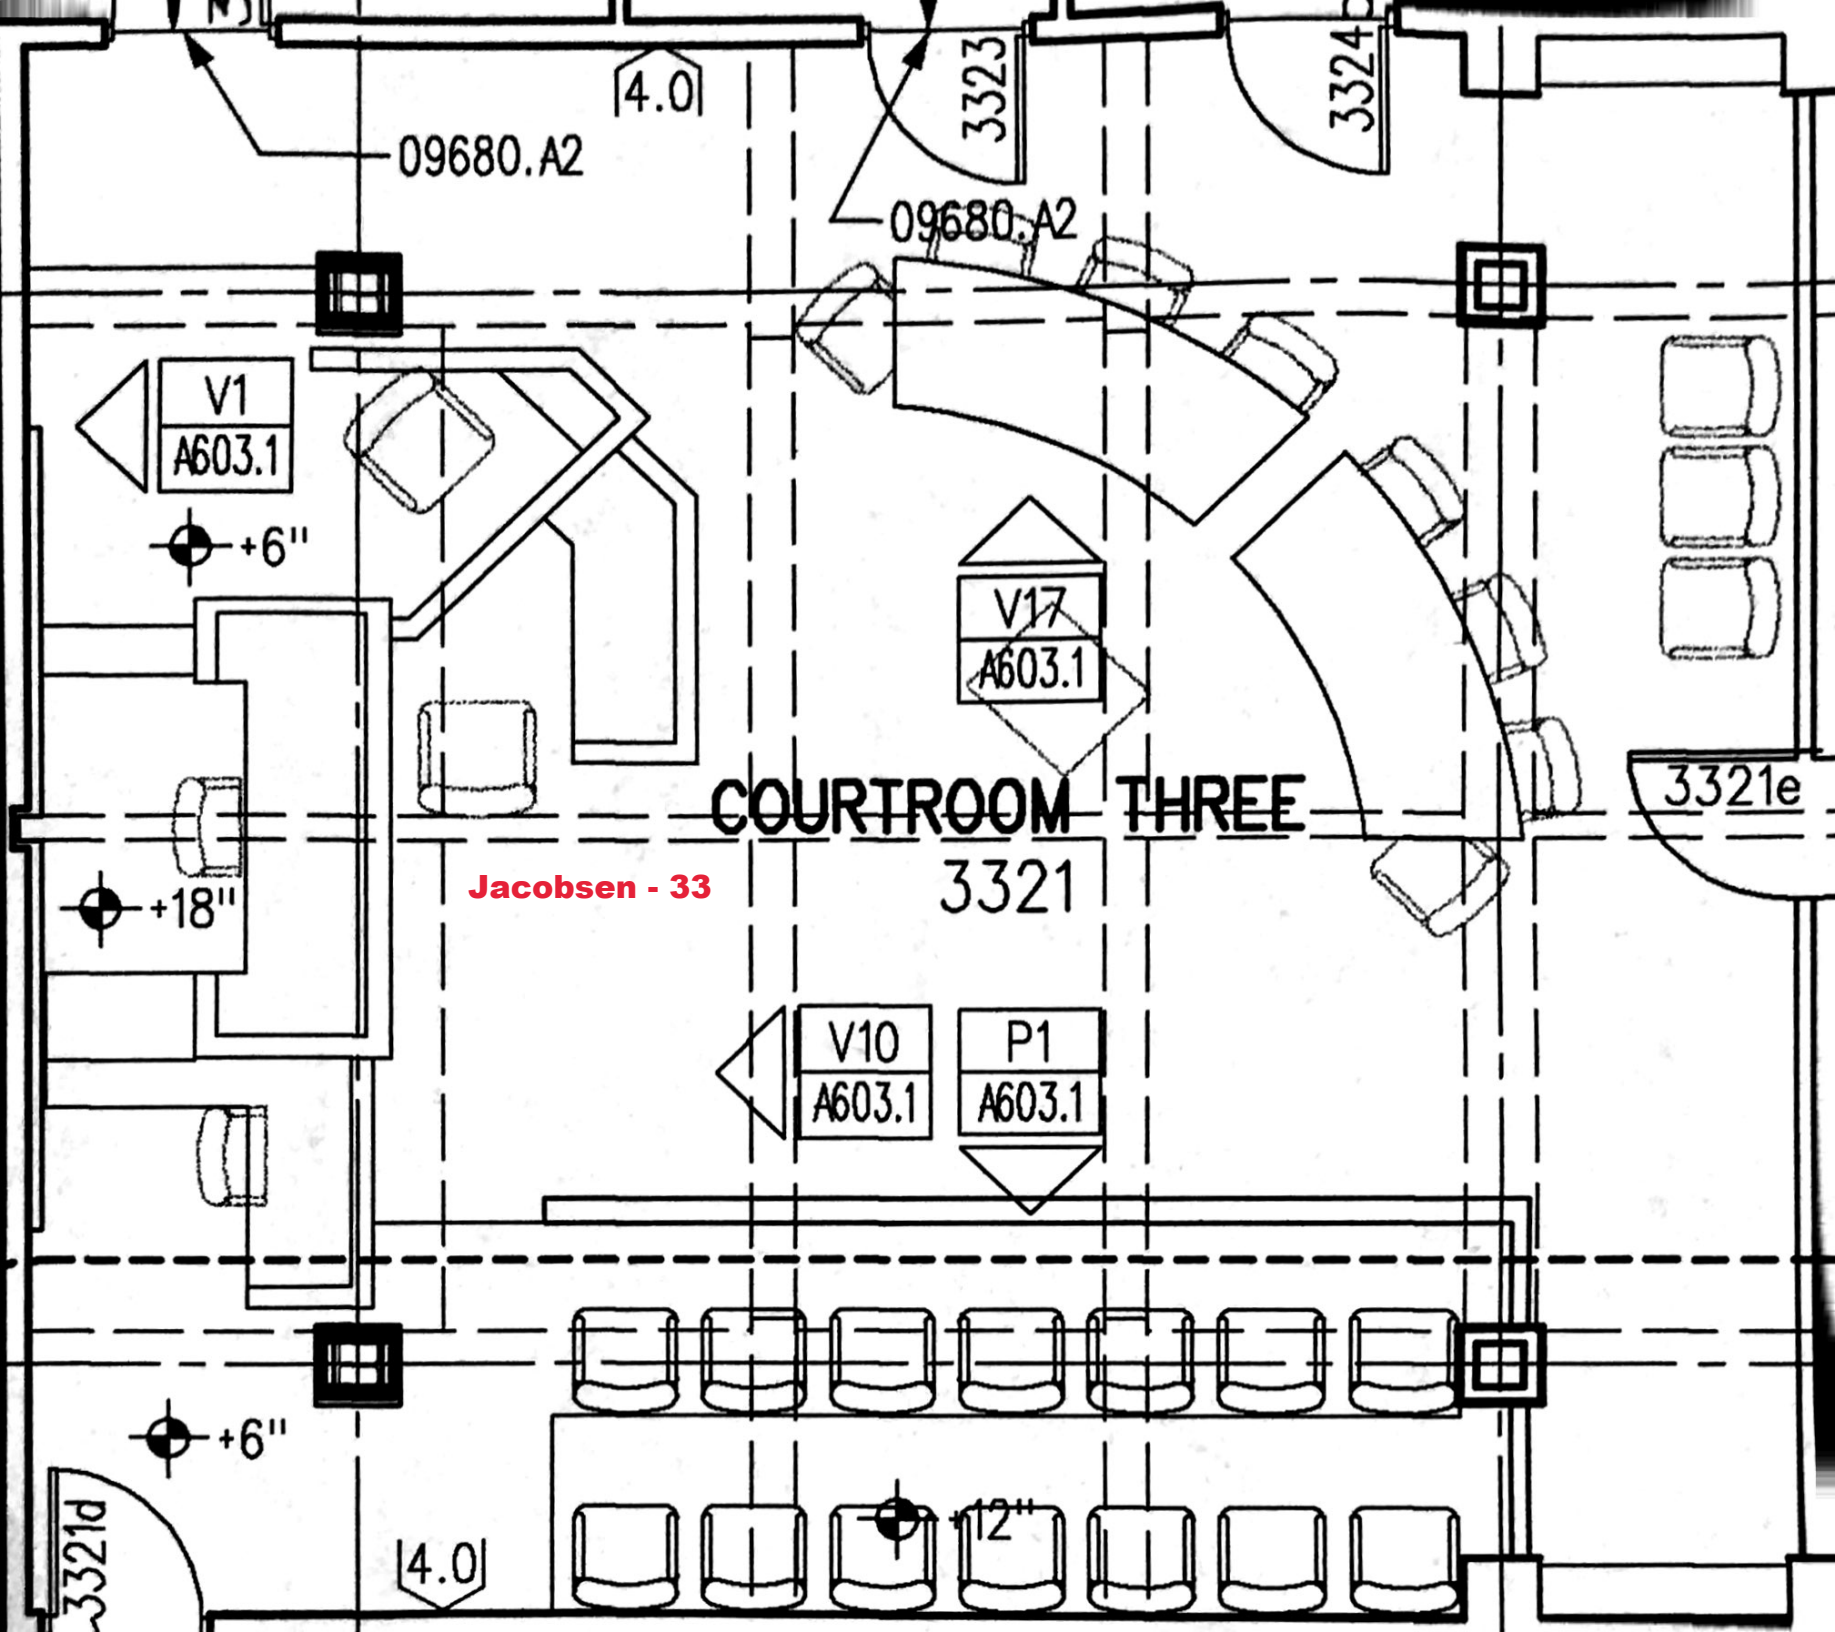 3323
3324
4.0
09680.A2
09680.A2
V1
A603.1
+6"
V17
A603.1
3321e
COURTROOM THREE
3321
Jacobsen - 33
+18"
V10
A603.1
P1
A603.1
+6"
+12"
3321d
4.0